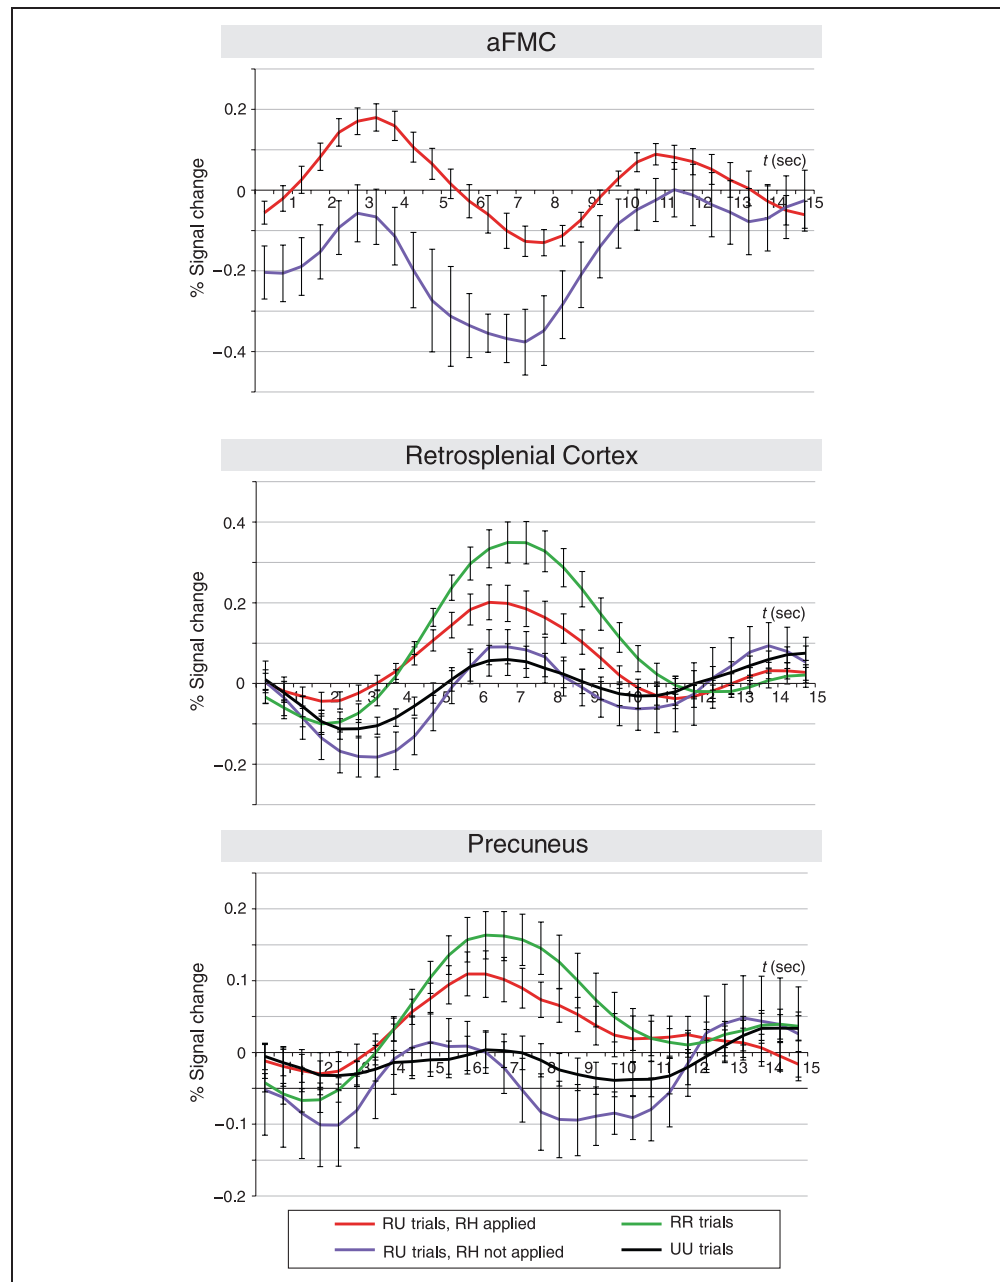 aFMC
% Signal change
0.2
0
−0.2
−0.4
t (sec)
1 2 3 4 5 6 7 8 9 10 11 12 13 14 15
Retrosplenial Cortex
% Signal change
0.4
0.2
0
−0.2
t (sec)
1 2 3 4 5 6 7 8 9 10 11 12 13 14 15
Precuneus
% Signal change
0.2
0.1
0
−0.1
−0.2
t (sec)
1 2 3 4 5 6 7 8 9 10 11 12 13 14 15
RU trials, RH applied
RR trials
RU trials, RH not applied
UU trials